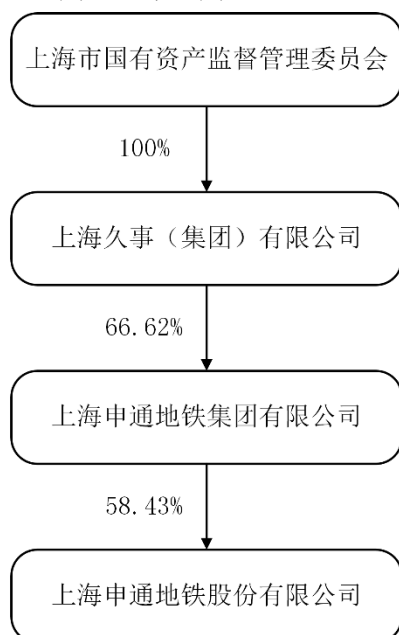 上海市国有资产监督管理委员会
100%
上海久事（集团）有限公司
66.62%
上海申通地铁集团有限公司
58.43%
上海申通地铁股份有限公司